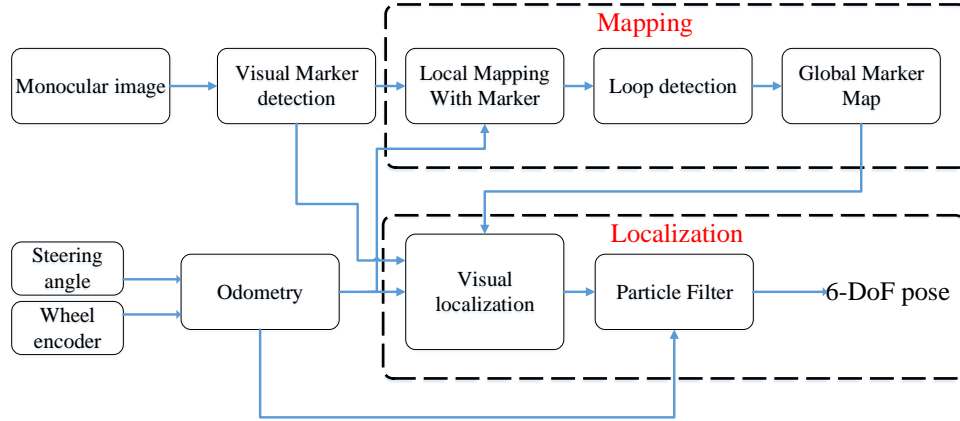 Mapping
Monocular image
Visual Marker
detection
Local Mapping
With Marker
Loop detection
Global Marker
Map
Localization
Steering
angle
Wheel
encoder
Odometry
Visual
localization
Particle Filter
6-DoF pose